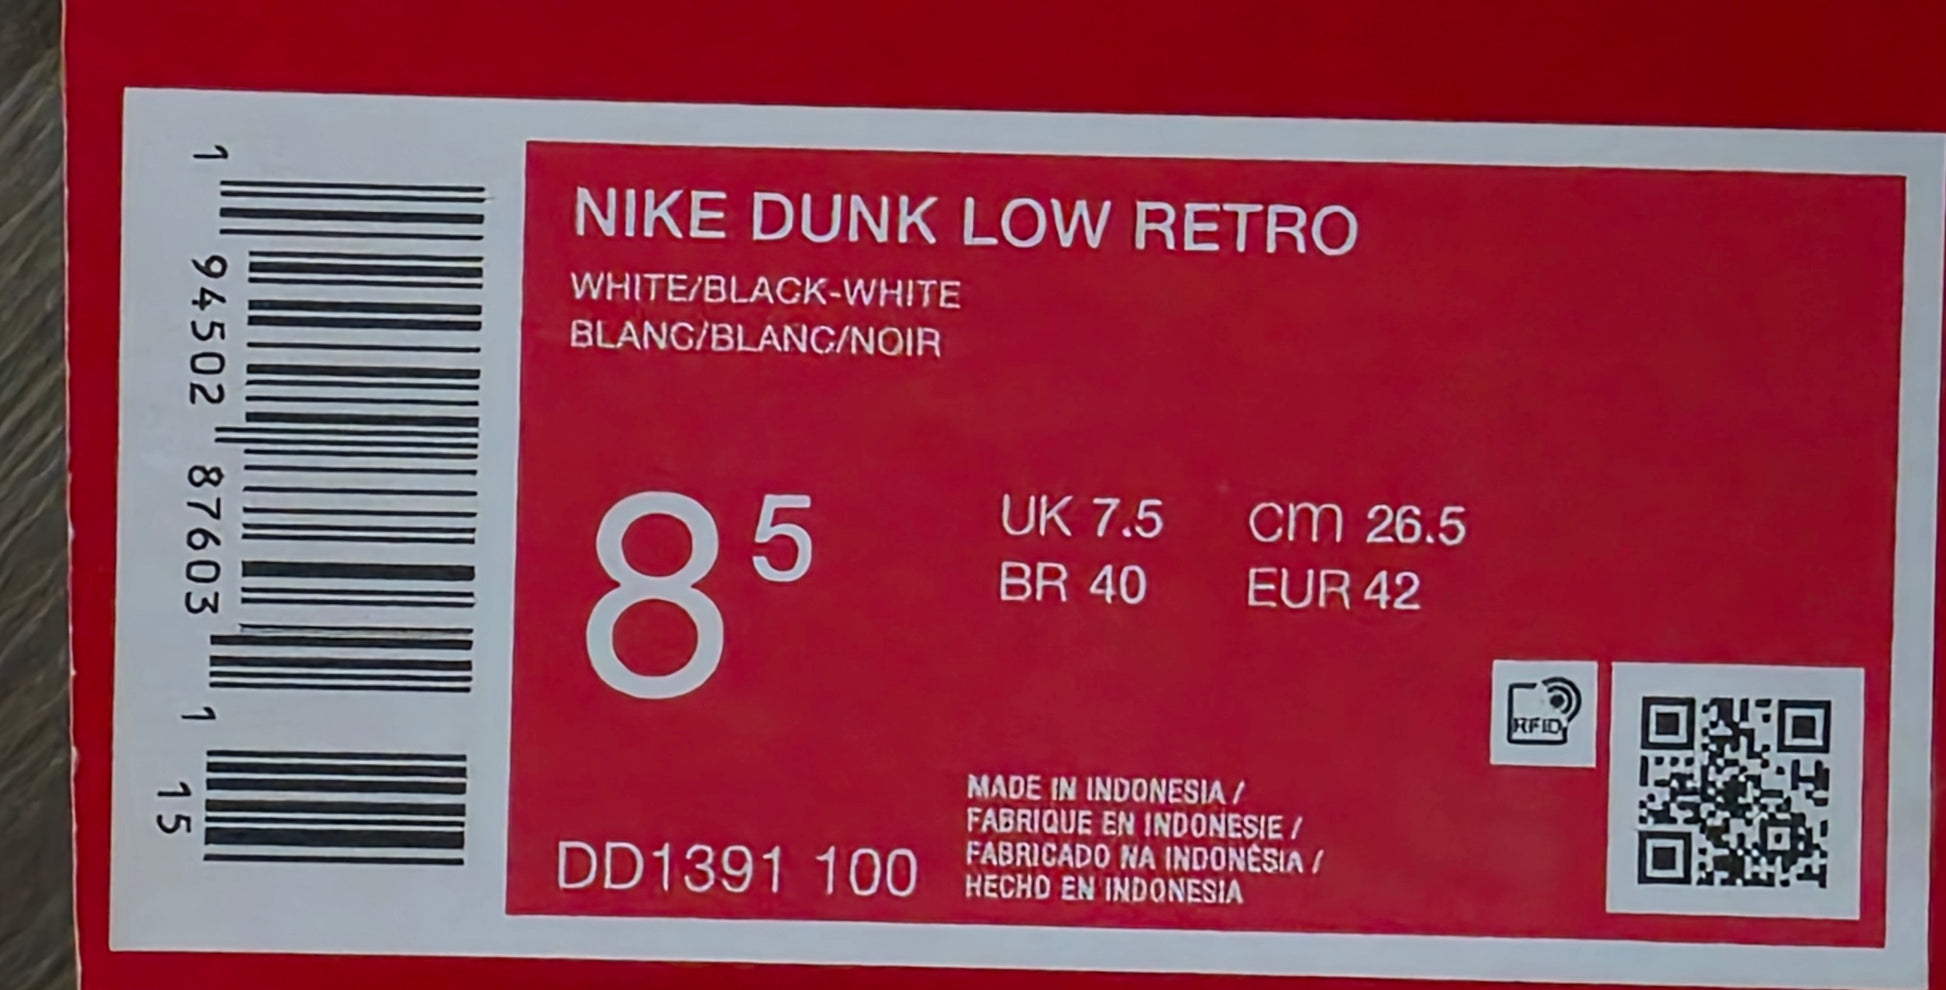 NIKE DUNK LOW RETRO
WHITE/BLACK-WHITE
BLANC/BLANC/NOIR
8 5
UK 7.5 cm 26.5
BR 40 EUR 42
RFID
MADE IN INDONESIA /
FABRIQUE EN INDONESIE /
FABRICADO NA INDONÉSIA /
HECHO EN INDONESIA
DD1391 100
1 94502 87603 1
15